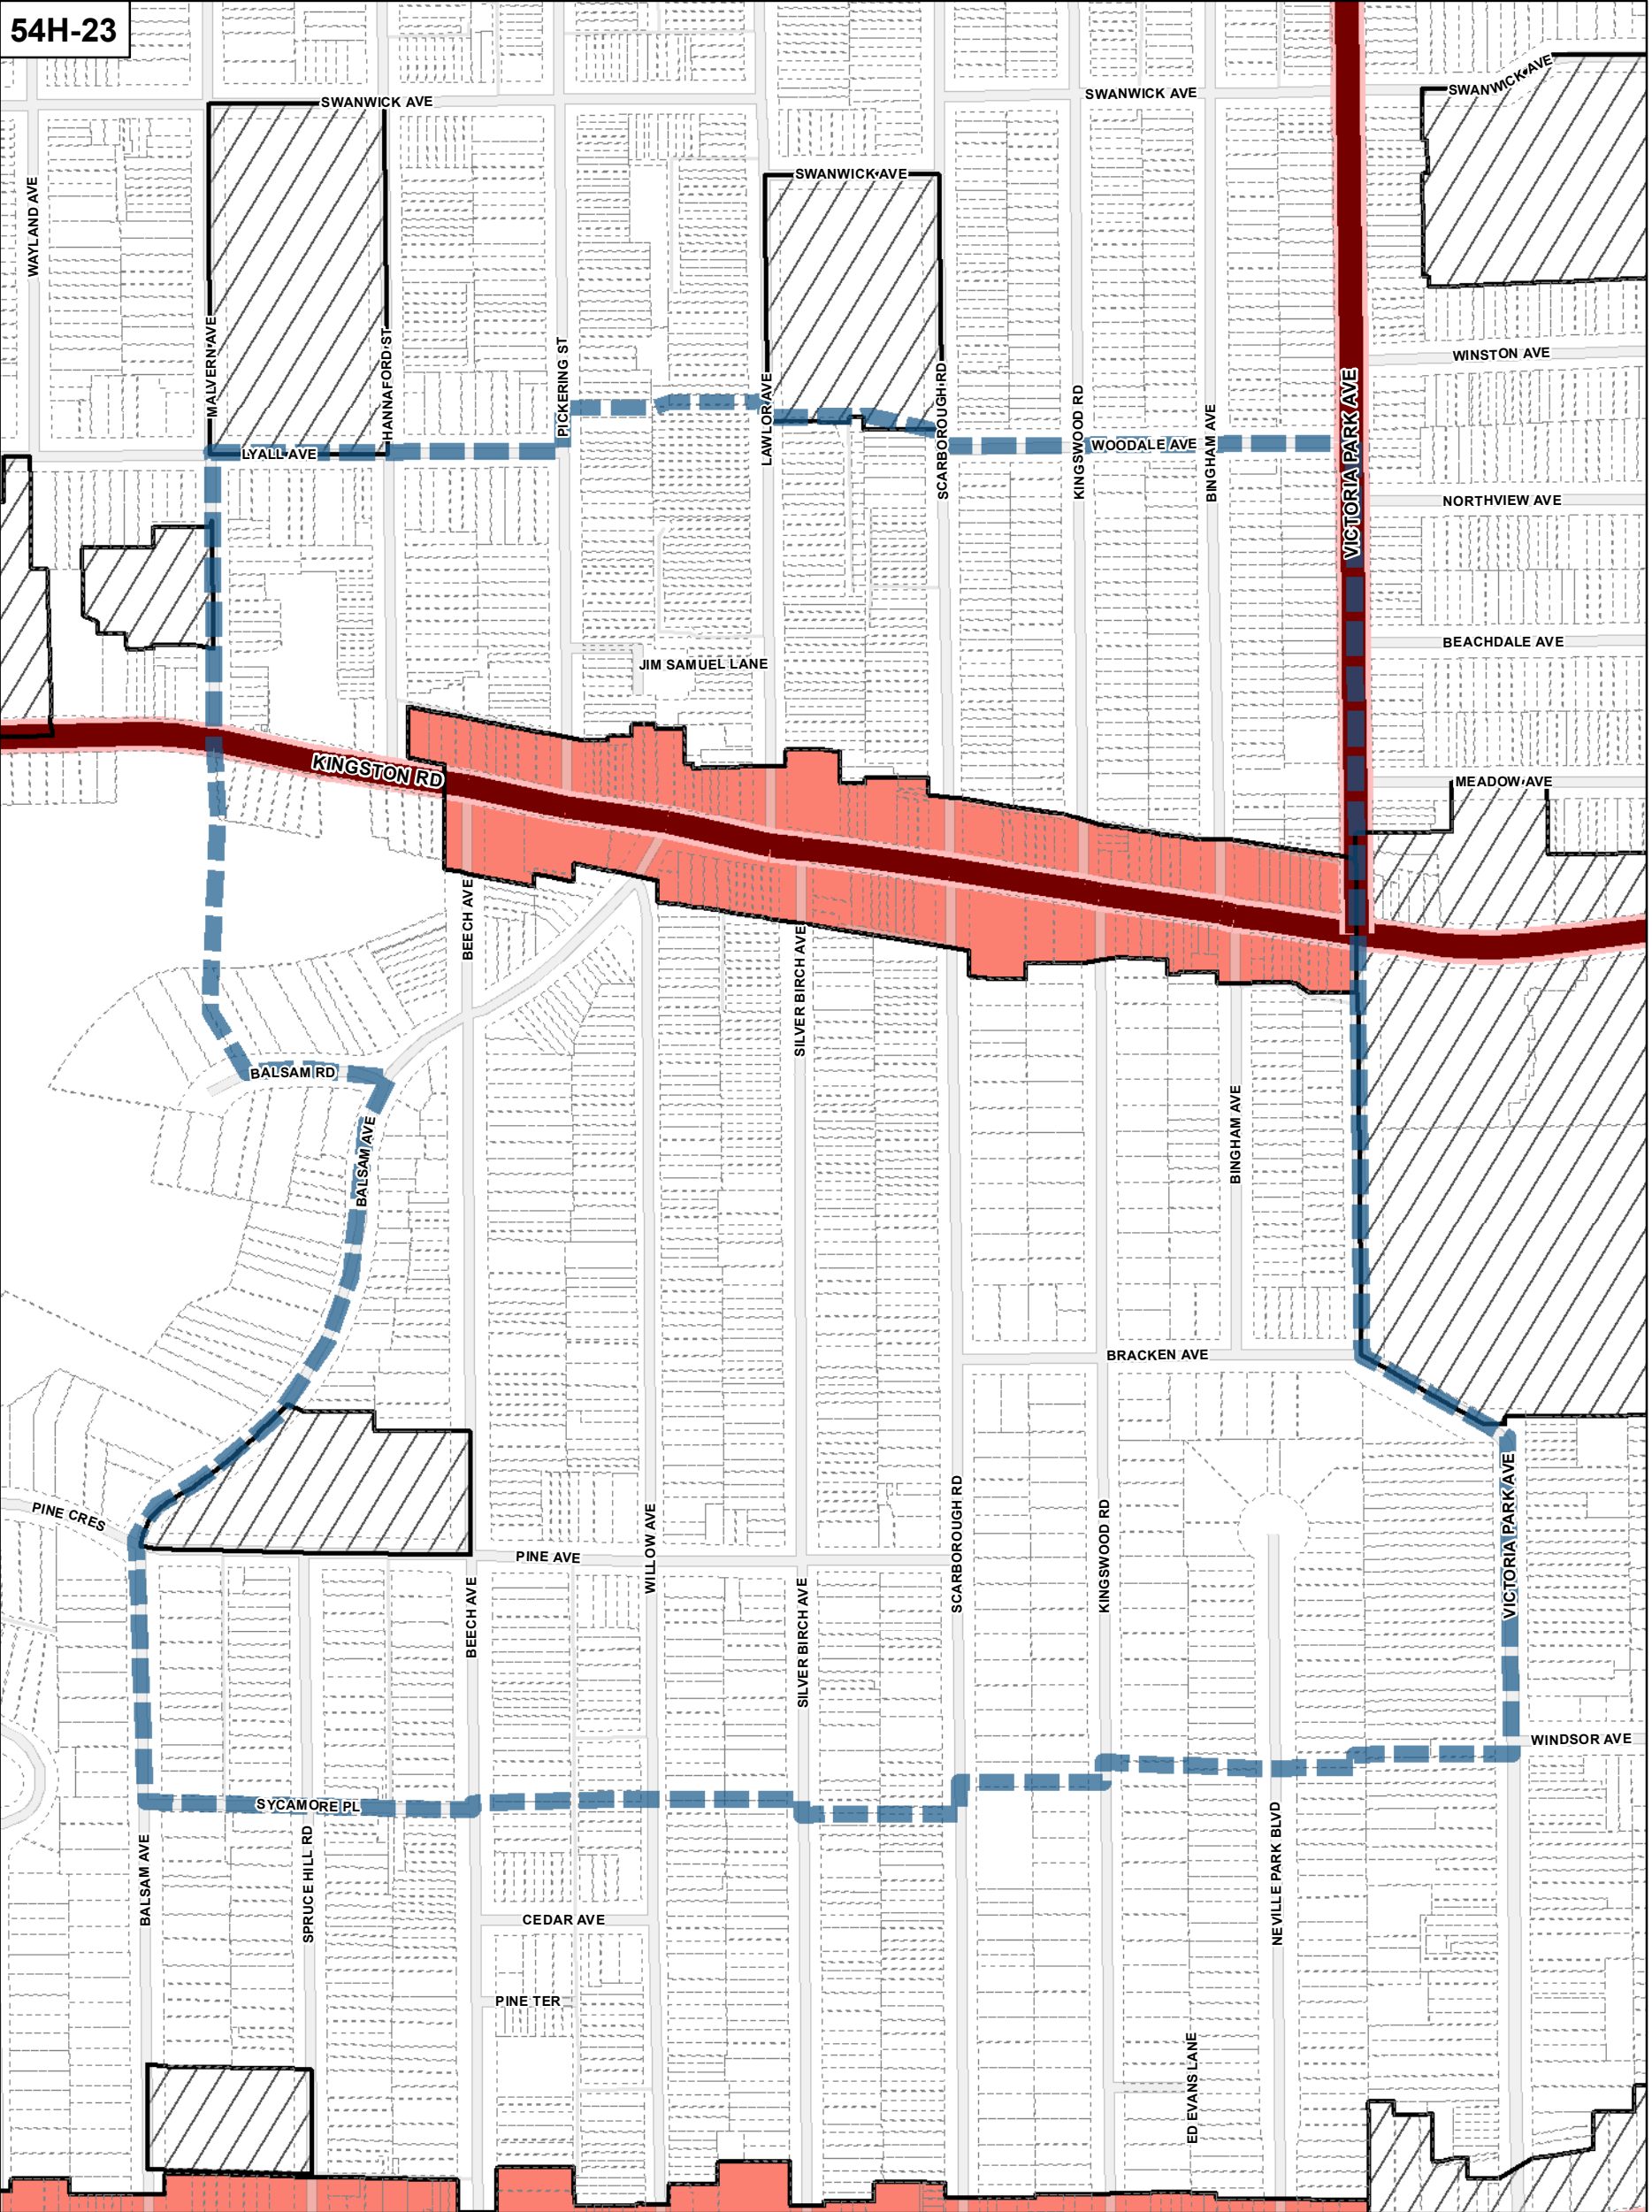 54H-23
SWANWICK AVE
SWANWICK AVE
SWANWICK AVE
SWANWICK AVE
WAYLAND AVE
MALVERN AVE
HANNAFORD ST
PICKERING ST
LAWLOR AVE
SCARBOROUGH RD
KINGSWOOD RD
BINGHAM AVE
VICTORIA PARK AVE
WINSTON AVE
LYALL AVE
WOODALE AVE
NORTHVIEW AVE
BEACHDALE AVE
JIM SAMUEL LANE
KINGSTON RD
MEADOW AVE
BEECH AVE
SILVER BIRCH AVE
BALSAM RD
BALSAM AVE
BINGHAM AVE
BRACKEN AVE
PINE CRES
PINE AVE
WILLOW AVE
SCARBOROUGH RD
KINGSWOOD RD
VICTORIA PARK AVE
BEECH AVE
SILVER BIRCH AVE
WINDSOR AVE
SYCAMORE PL
BALSAM AVE
SPRUCE HILL RD
NEVILLE PARK BLVD
CEDAR AVE
PINE TER
ED EVANS LANE